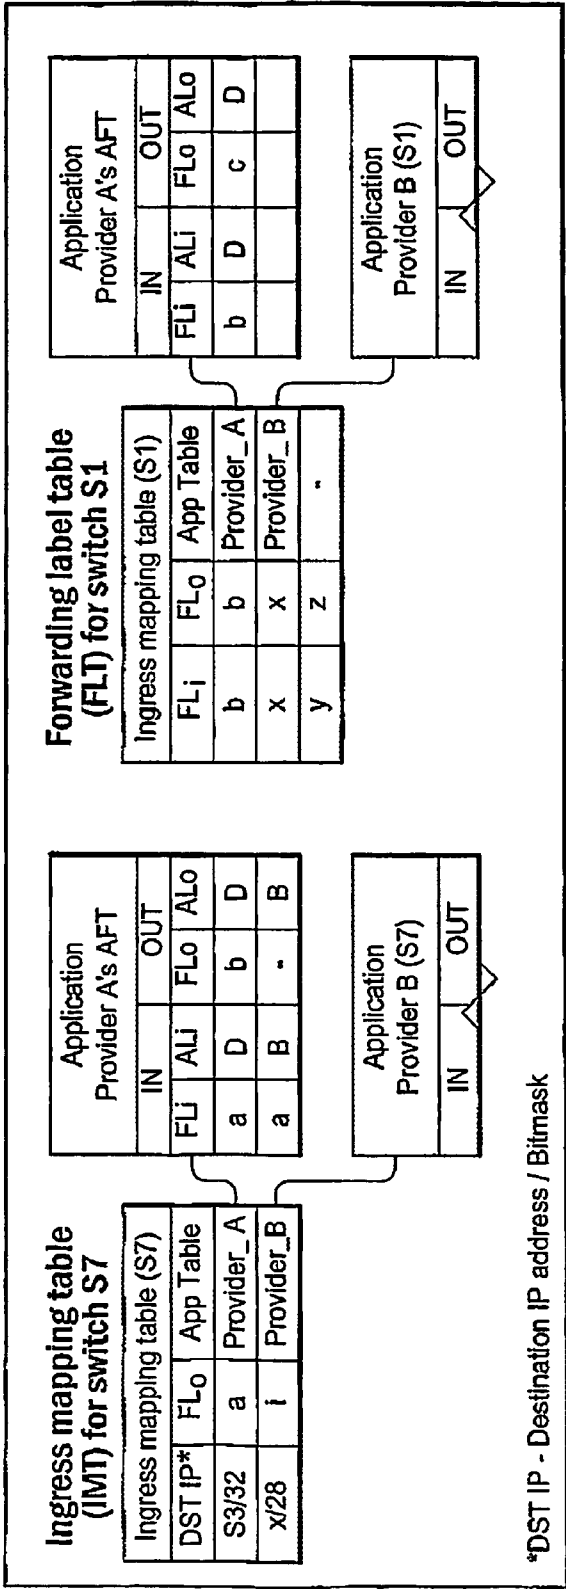 Ingress mapping table
(IMT) for switch S7
Ingress mapping table (S7)
DST IP* FLo App Table
S3/32 a Provider_A
x/28 i Provider_B
Application
Provider A's AFT
IN OUT
FLi ALi FLo ALo
a D b D
a B - B
Application
Provider B (S7)
IN OUT
Forwarding label table
(FLT) for switch S1
Ingress mapping table (S1)
FLi FLo App Table
b b Provider_A
x x Provider_B
y z -
Application
Provider A's AFT
IN OUT
FLi ALi FLo ALo
b D c D
Application
Provider B (S1)
IN OUT
*DST IP - Destination IP address / Bitmask